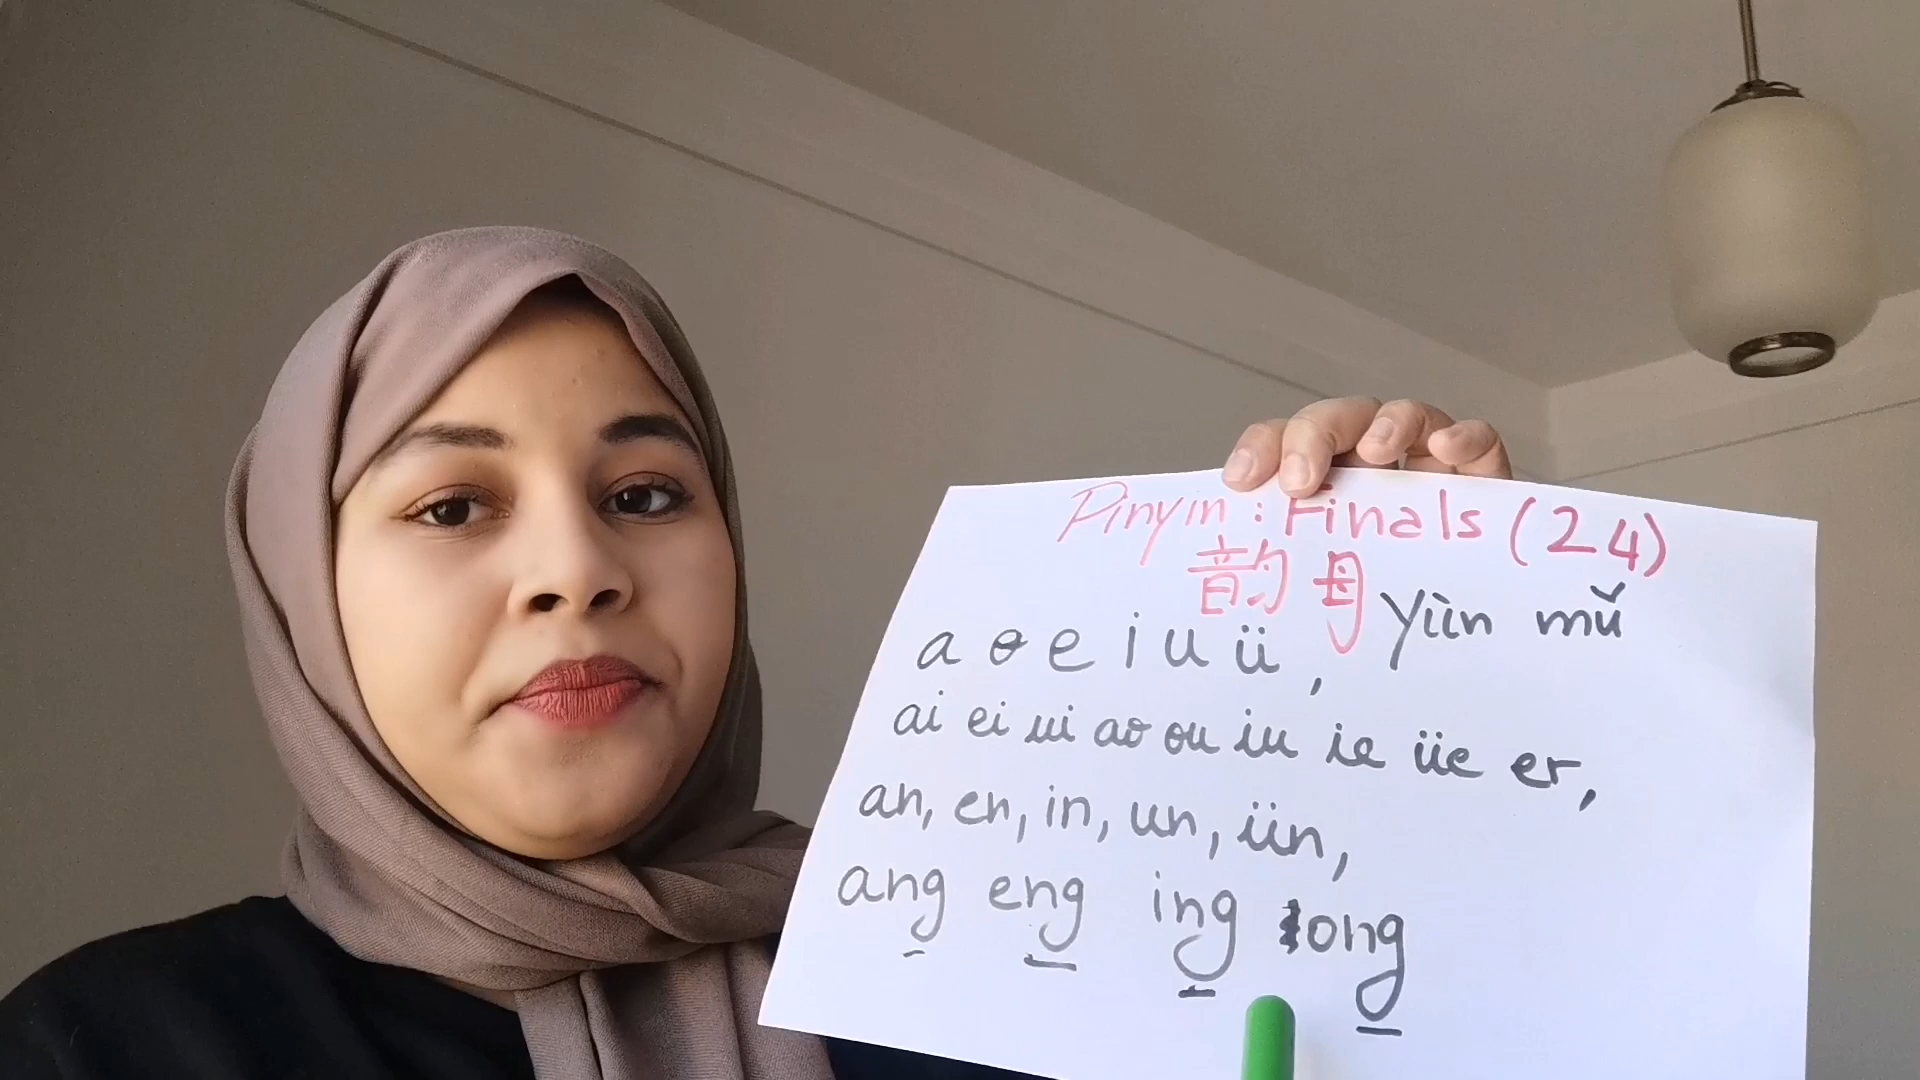 Pinyin : Finals (24)
韵母 Yùn mǔ
a o e i u ü ,
ai ei ui ao ou iu ie üe er,
an, en, in, un, ün,
ang eng ing ong